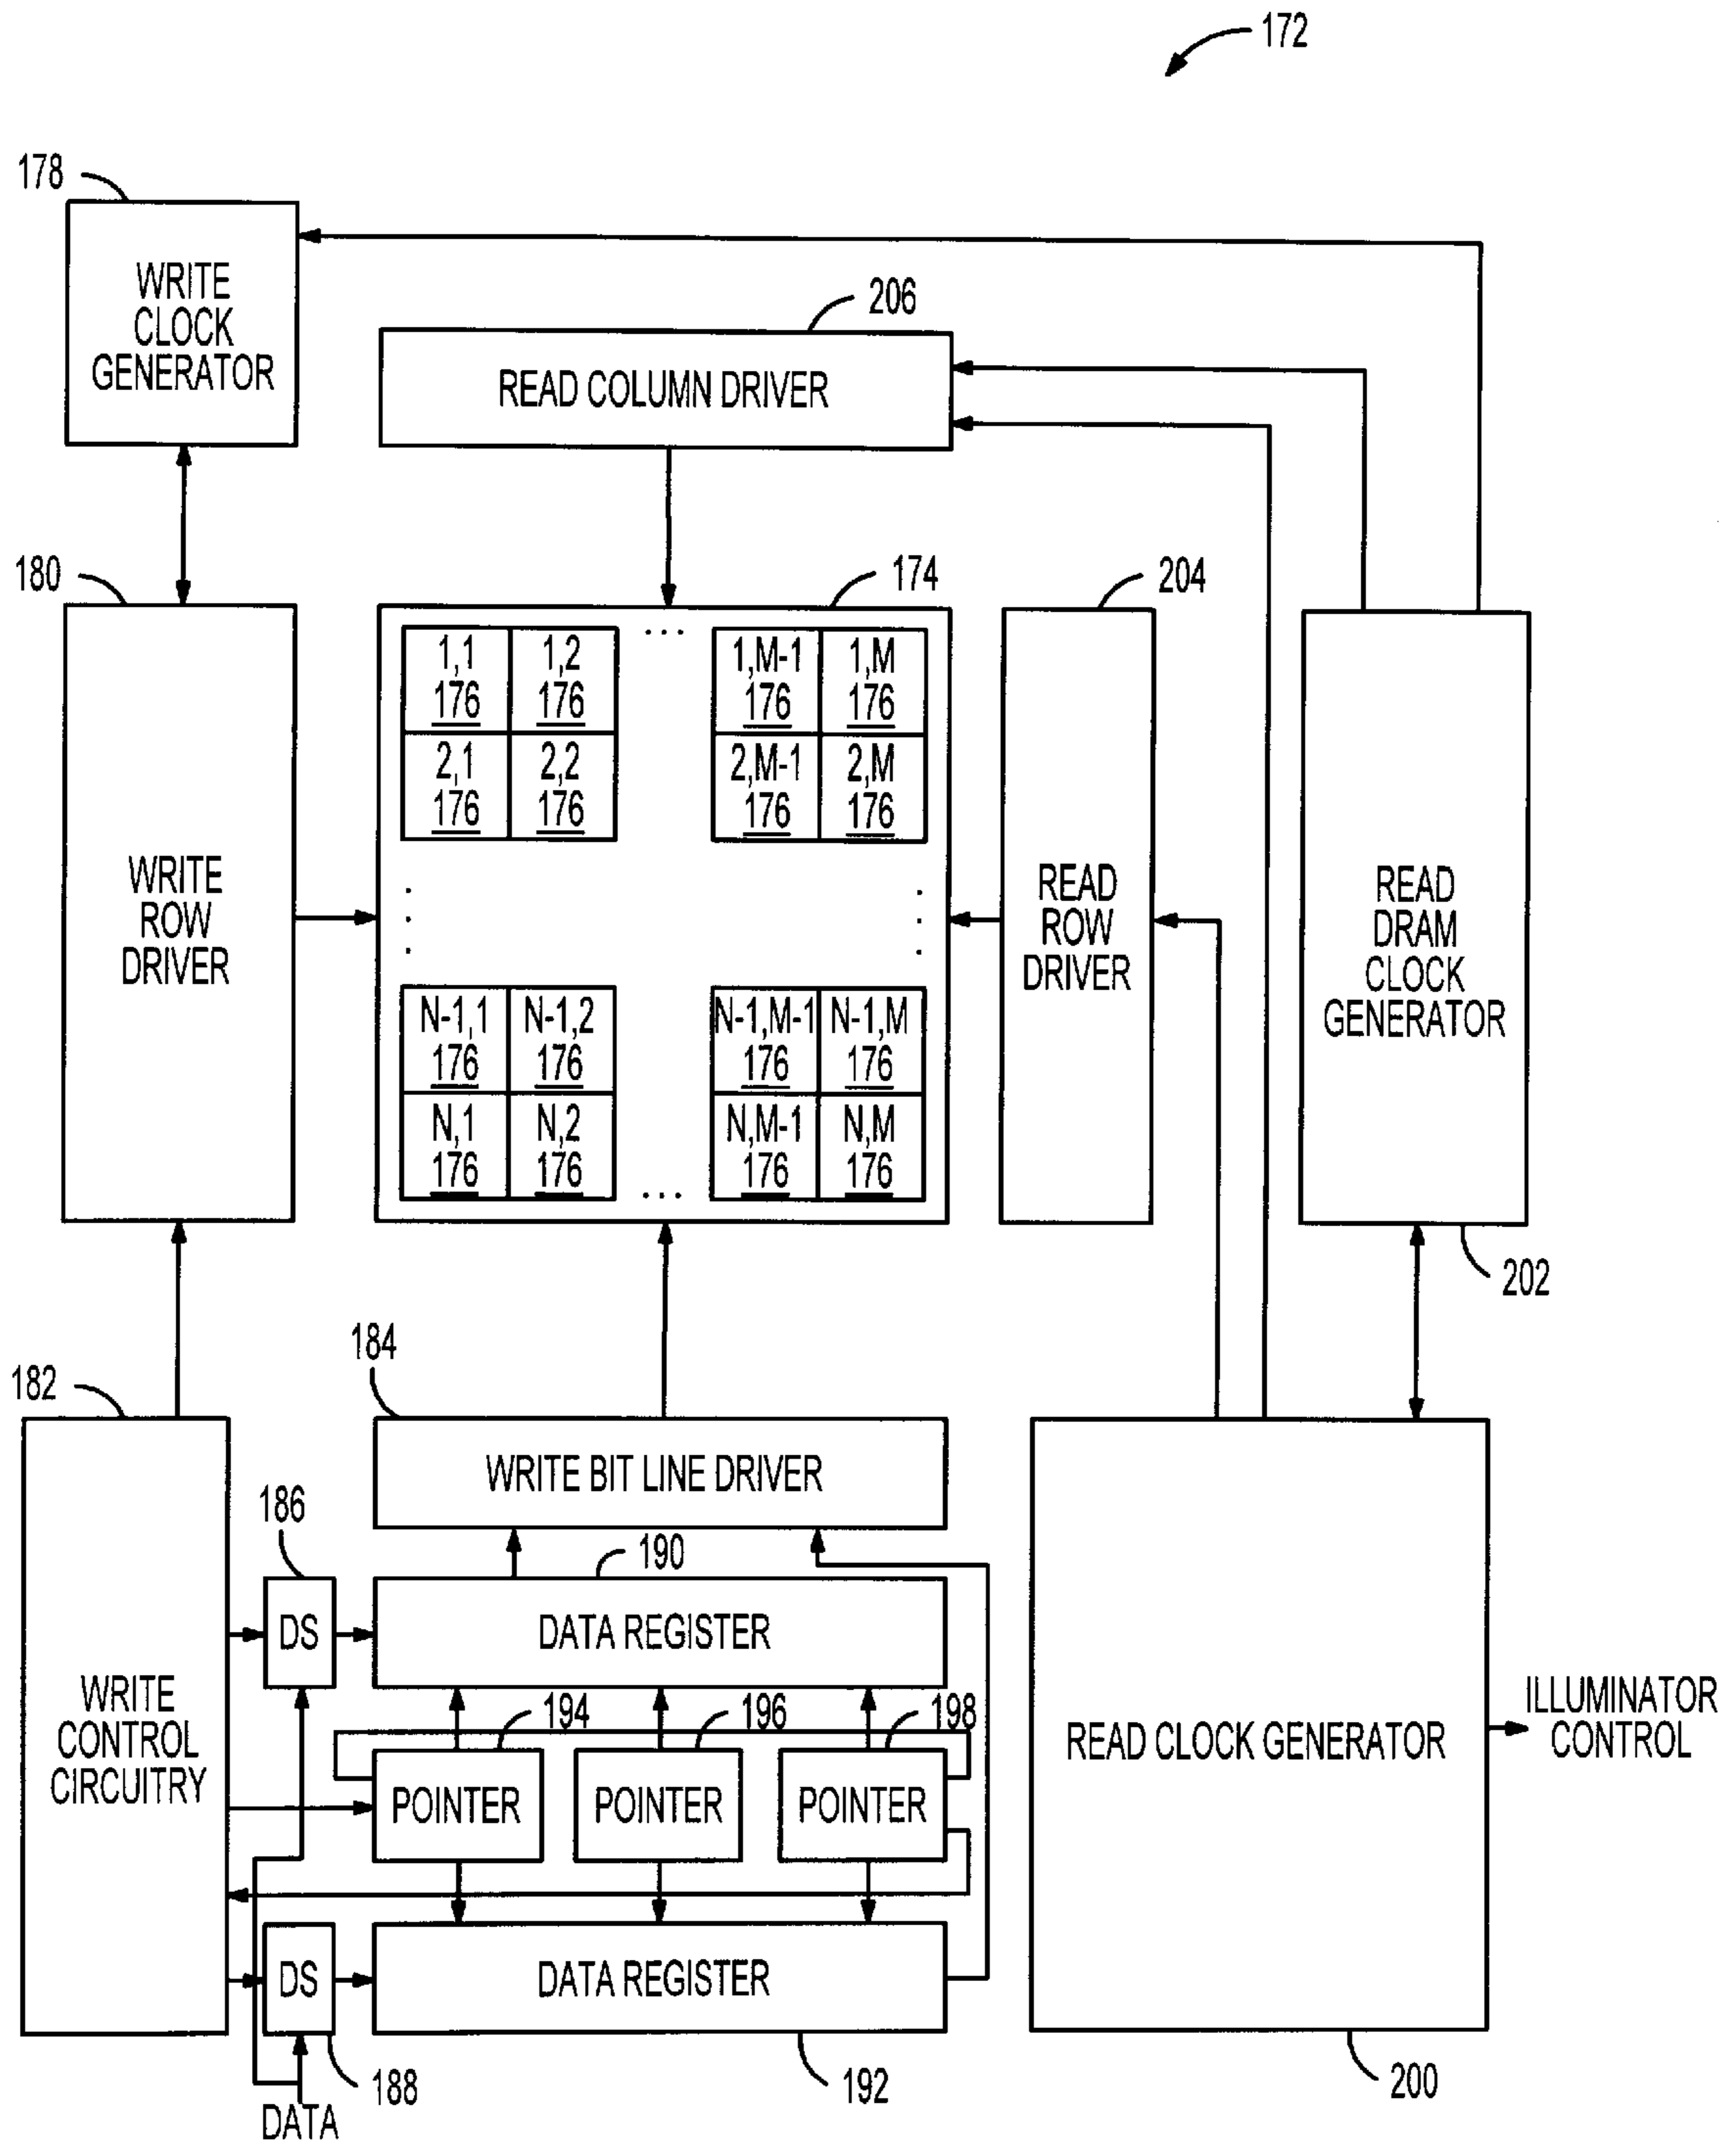 172
178
WRITE
CLOCK
GENERATOR
206
READ COLUMN DRIVER
180
174
204
WRITE
ROW
DRIVER
1,1 1,2 ... 1,M-1 1,M
176 176 176 176
2,1 2,2 2,M-1 2,M
176 176 176 176
N-1,1 N-1,2 N-1,M-1 N-1,M
176 176 176 176
N,1 N,2 N,M-1 N,M
176 176 ... 176 176
READ
ROW
DRIVER
READ
DRAM
CLOCK
GENERATOR
202
182
184
WRITE BIT LINE DRIVER
186
190
DS
DATA REGISTER
WRITE
CONTROL
CIRCUITRY
194
196
198
POINTER
POINTER
POINTER
READ CLOCK GENERATOR
ILLUMINATOR
CONTROL
DS
DATA REGISTER
188
192
200
DATA